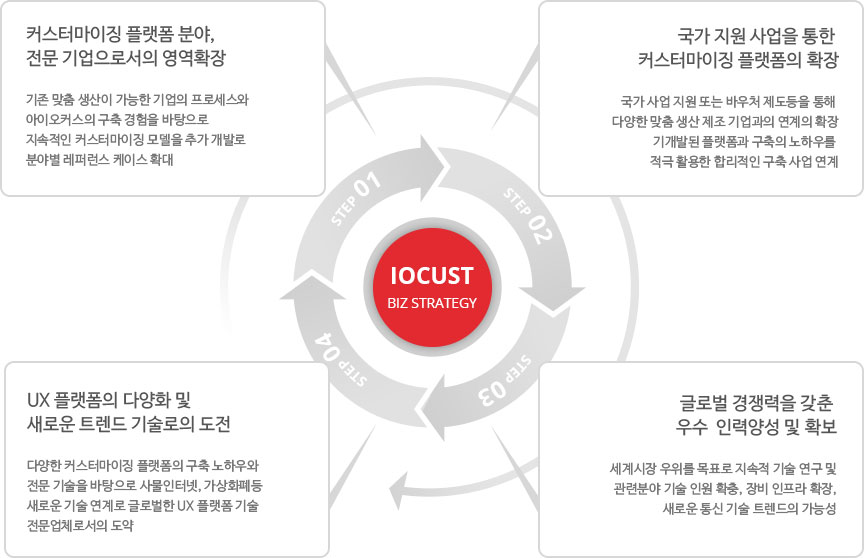 커스터마이징 플랫폼 분야,
전문 기업으로서의 영역확장
기존 맞춤 생산이 가능한 기업의 프로세스와
아이오커스의 구축 경험을 바탕으로
지속적인 커스터마이징 모델을 추가 개발로
분야별 레퍼런스 케이스 확대
국가 지원 사업을 통한
커스터마이징 플랫폼의 확장
국가 사업 지원 또는 바우처 제도등을 통해
다양한 맞춤 생산 제조 기업과의 연계의 확장
기개발된 플랫폼과 구축의 노하우를
적극 활용한 합리적인 구축 사업 연계
STEP 01
STEP 02
IOCUST
BIZ STRATEGY
STEP 03
STEP 04
UX 플랫폼의 다양화 및
새로운 트렌드 기술로의 도전
다양한 커스터마이징 플랫폼의 구축 노하우와
전문 기술을 바탕으로 사물인터넷, 가상화폐등
새로운 기술 연계로 글로벌한 UX 플랫폼 기술
전문업체로서의 도약
글로벌 경쟁력을 갖춘
우수 인력양성 및 확보
세계시장 우위를 목표로 지속적 기술 연구 및
관련분야 기술 인원 확충, 장비 인프라 확장,
새로운 통신 기술 트렌드의 가능성